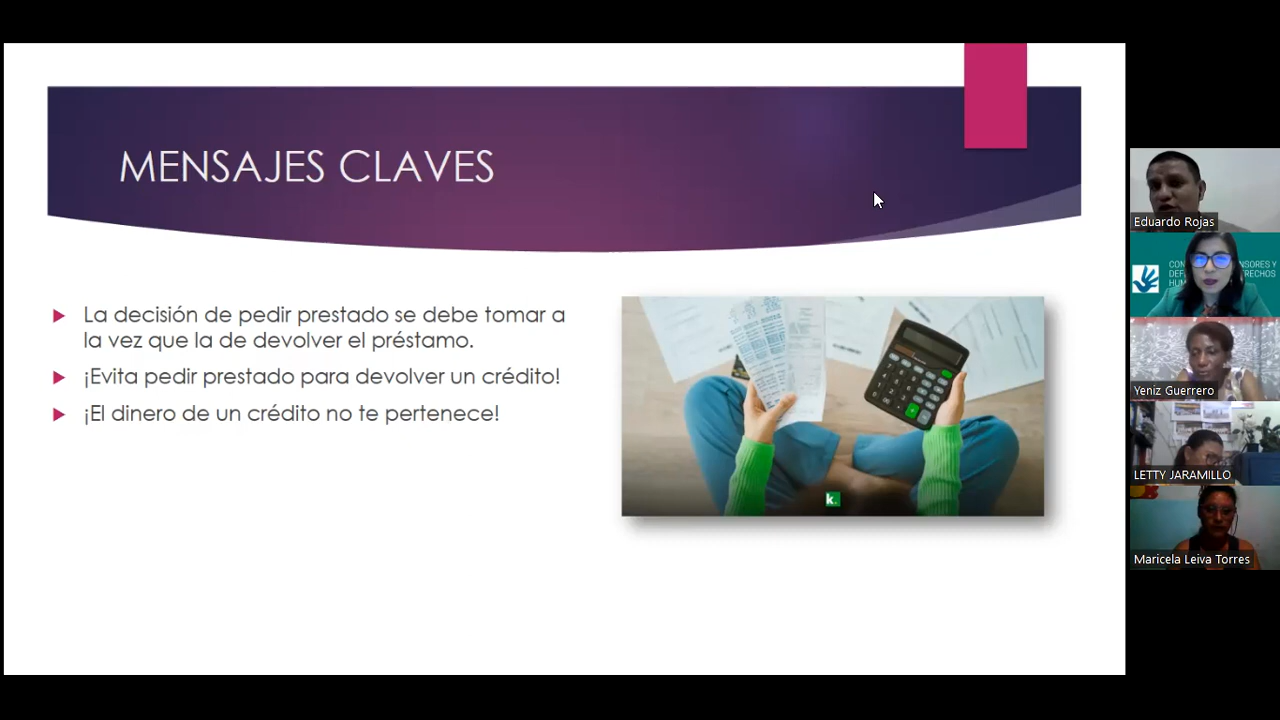 MENSAJES CLAVES
La decisión de pedir prestado se debe tomar a
la vez que la de devolver el préstamo.
¡Evita pedir prestado para devolver un crédito!
¡El dinero de un crédito no te pertenece!
k.
Eduardo Rojas
Yeniz Guerrero
LETTY JARAMILLO
Maricela Leiva Torres